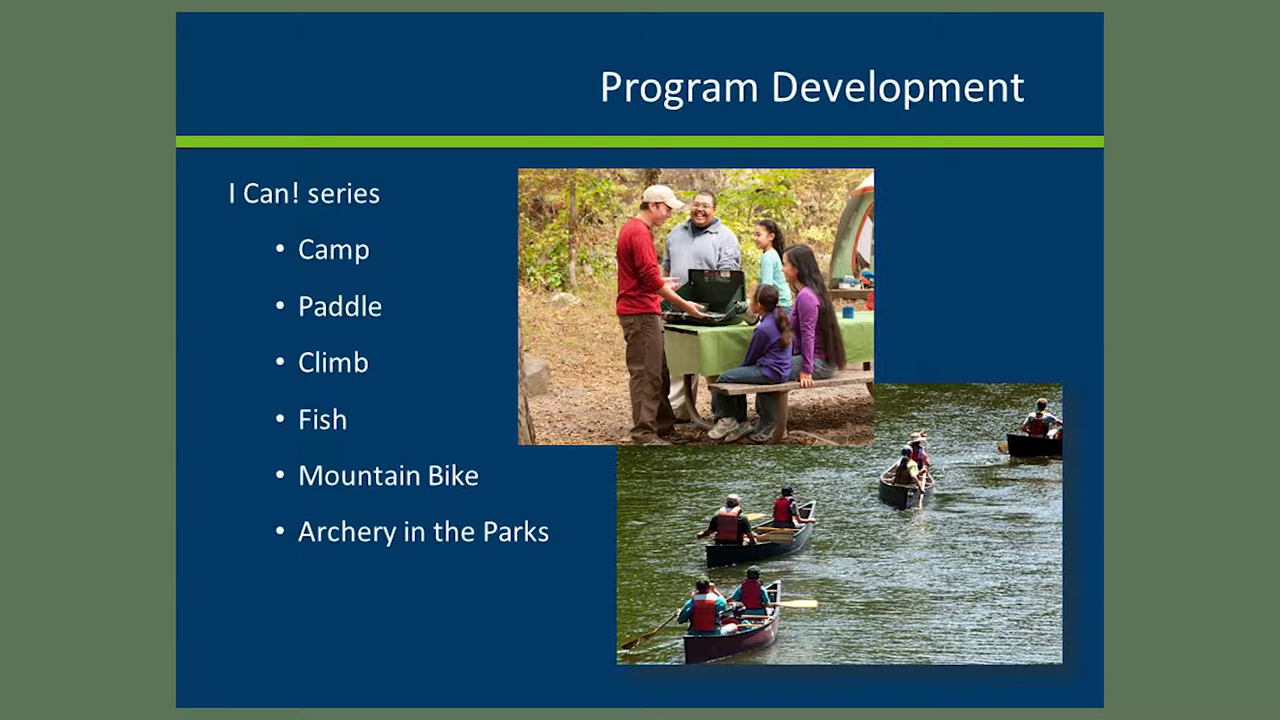 Program Development
I Can! series
• Camp
• Paddle
• Climb
• Fish
• Mountain Bike
• Archery in the Parks